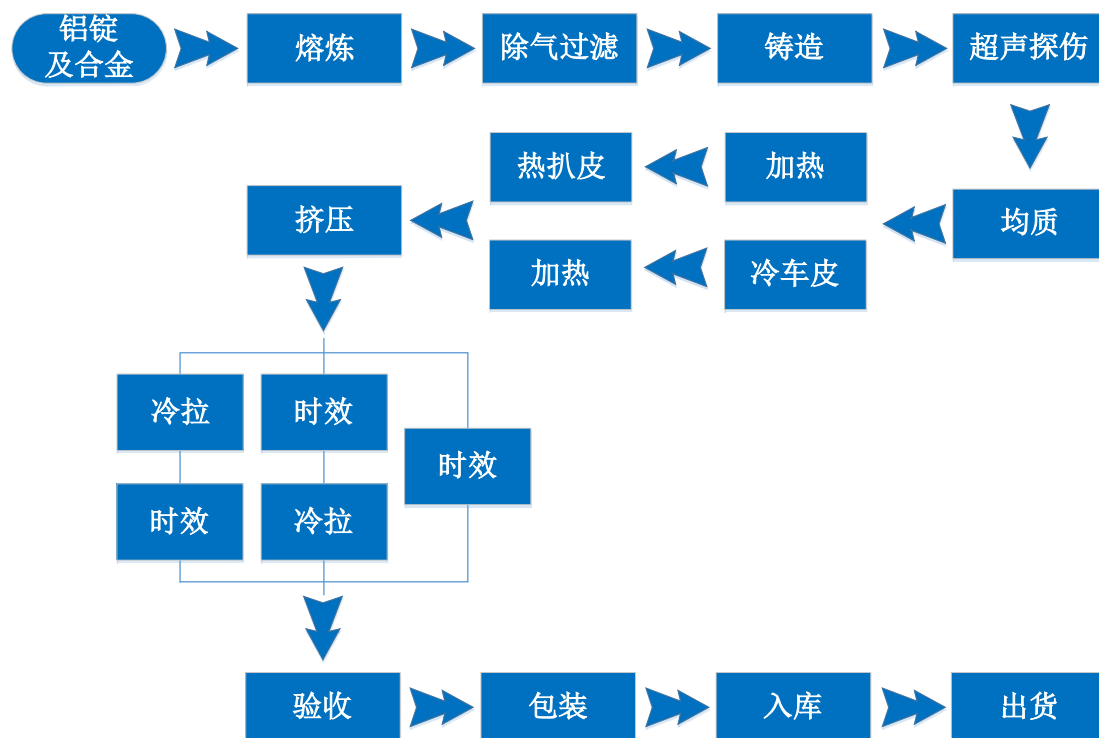 铝锭
及合金
熔炼
除气过滤
铸造
超声探伤
热扒皮
加热
挤压
均质
加热
冷车皮
冷拉
时效
时效
时效
冷拉
验收
包装
入库
出货